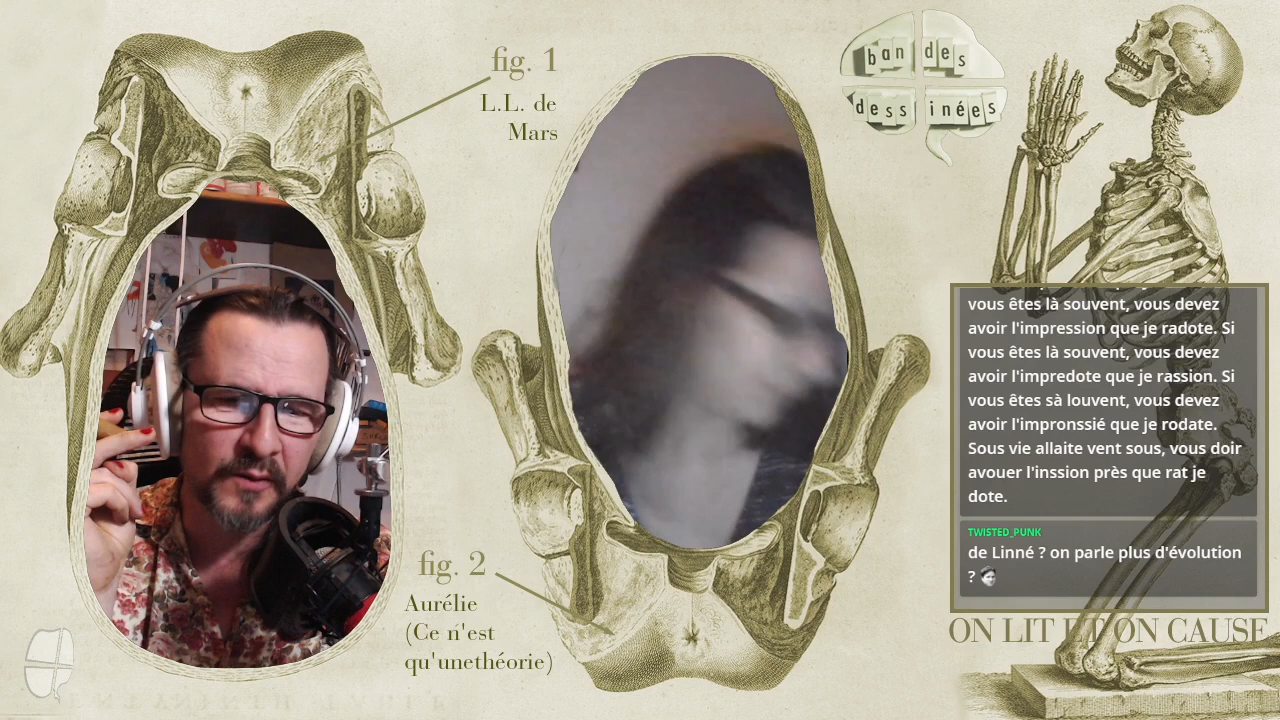 fig. 1
L.L. de
Mars
ban des
dess inées
vous êtes là souvent, vous devez
avoir l'impression que je radote. Si
vous êtes là souvent, vous devez
avoir l'impredote que je rassion. Si
vous êtes sà louvent, vous devez
avoir l'impronssié que je rodate.
Sous vie allaite vent sous, vous doir
avouer l'inssion près que rat je
dote.
TWISTED_PUNK
de Linné ? on parle plus d'évolution
?
fig. 2
Aurélie
(Ce n'est
qu'unethéorie)
ON LIT ET ON CAUSE